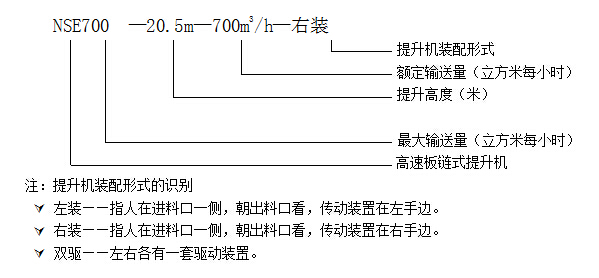 NSE700 —20.5m—700m³/h—右装
提升机装配形式
额定输送量（立方米每小时）
提升高度（米）
最大输送量（立方米每小时）
高速板链式提升机
注：提升机装配形式的识别
左装——指人在进料口一侧，朝出料口看，传动装置在左手边。
右装——指人在进料口一侧，朝出料口看，传动装置在右手边。
双驱——左右各有一套驱动装置。